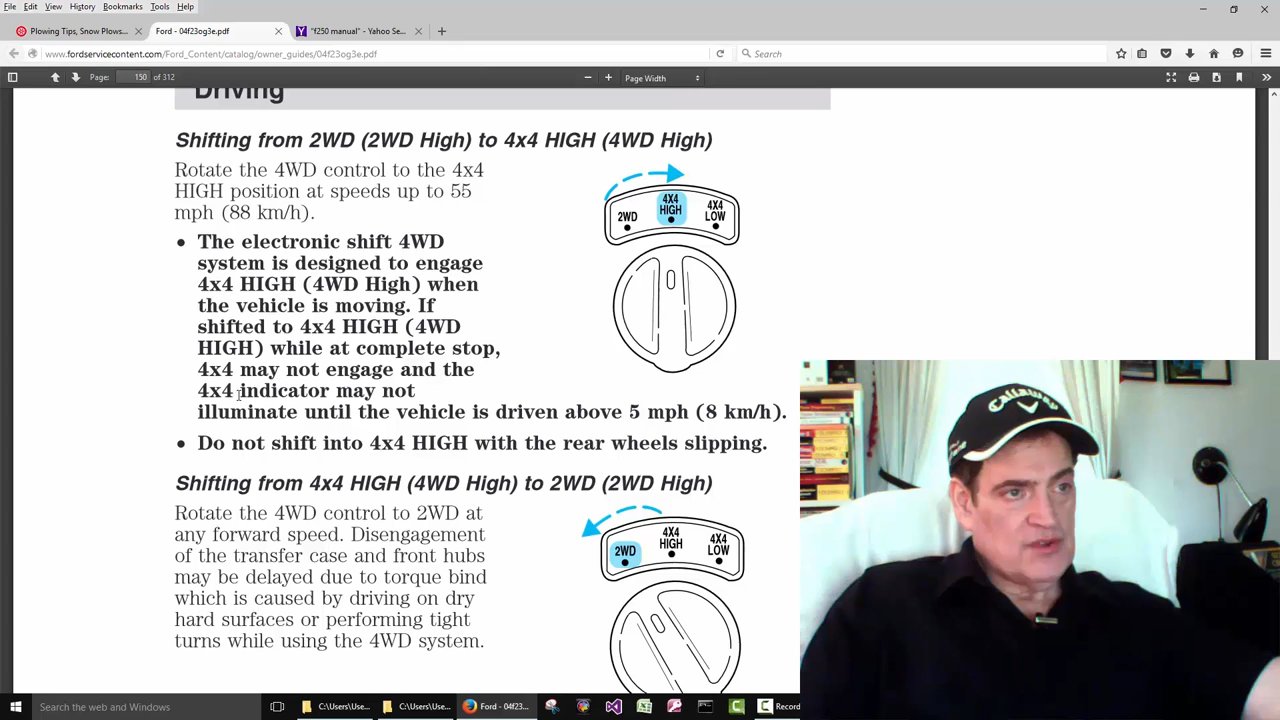 File Edit View History Bookmarks Tools Help
Plowing Tips, Snow Plows... Ford - 04f23og3e.pdf "f250 manual" - Yahoo Se...
www.fordservicecontent.com/Ford_Content/catalog/owner_guides/04f23og3e.pdf Search
Page: 150 of 312 Page Width
Driving
Shifting from 2WD (2WD High) to 4x4 HIGH (4WD High)
Rotate the 4WD control to the 4x4
HIGH position at speeds up to 55
mph (88 km/h).
4X4
HIGH
2WD
4X4
LOW
• The electronic shift 4WD
system is designed to engage
4x4 HIGH (4WD High) when
the vehicle is moving. If
shifted to 4x4 HIGH (4WD
HIGH) while at complete stop,
4x4 may not engage and the
4x4 indicator may not
illuminate until the vehicle is driven above 5 mph (8 km/h).
• Do not shift into 4x4 HIGH with the rear wheels slipping.
Shifting from 4x4 HIGH (4WD High) to 2WD (2WD High)
Rotate the 4WD control to 2WD at
any forward speed. Disengagement
of the transfer case and front hubs
may be delayed due to torque bind
which is caused by driving on dry
hard surfaces or performing tight
turns while using the 4WD system.
2WD
4X4
HIGH
4X4
LOW
Callaway
Search the web and Windows
C:\Users\Use... C:\Users\Use... Ford - 04f23... Record